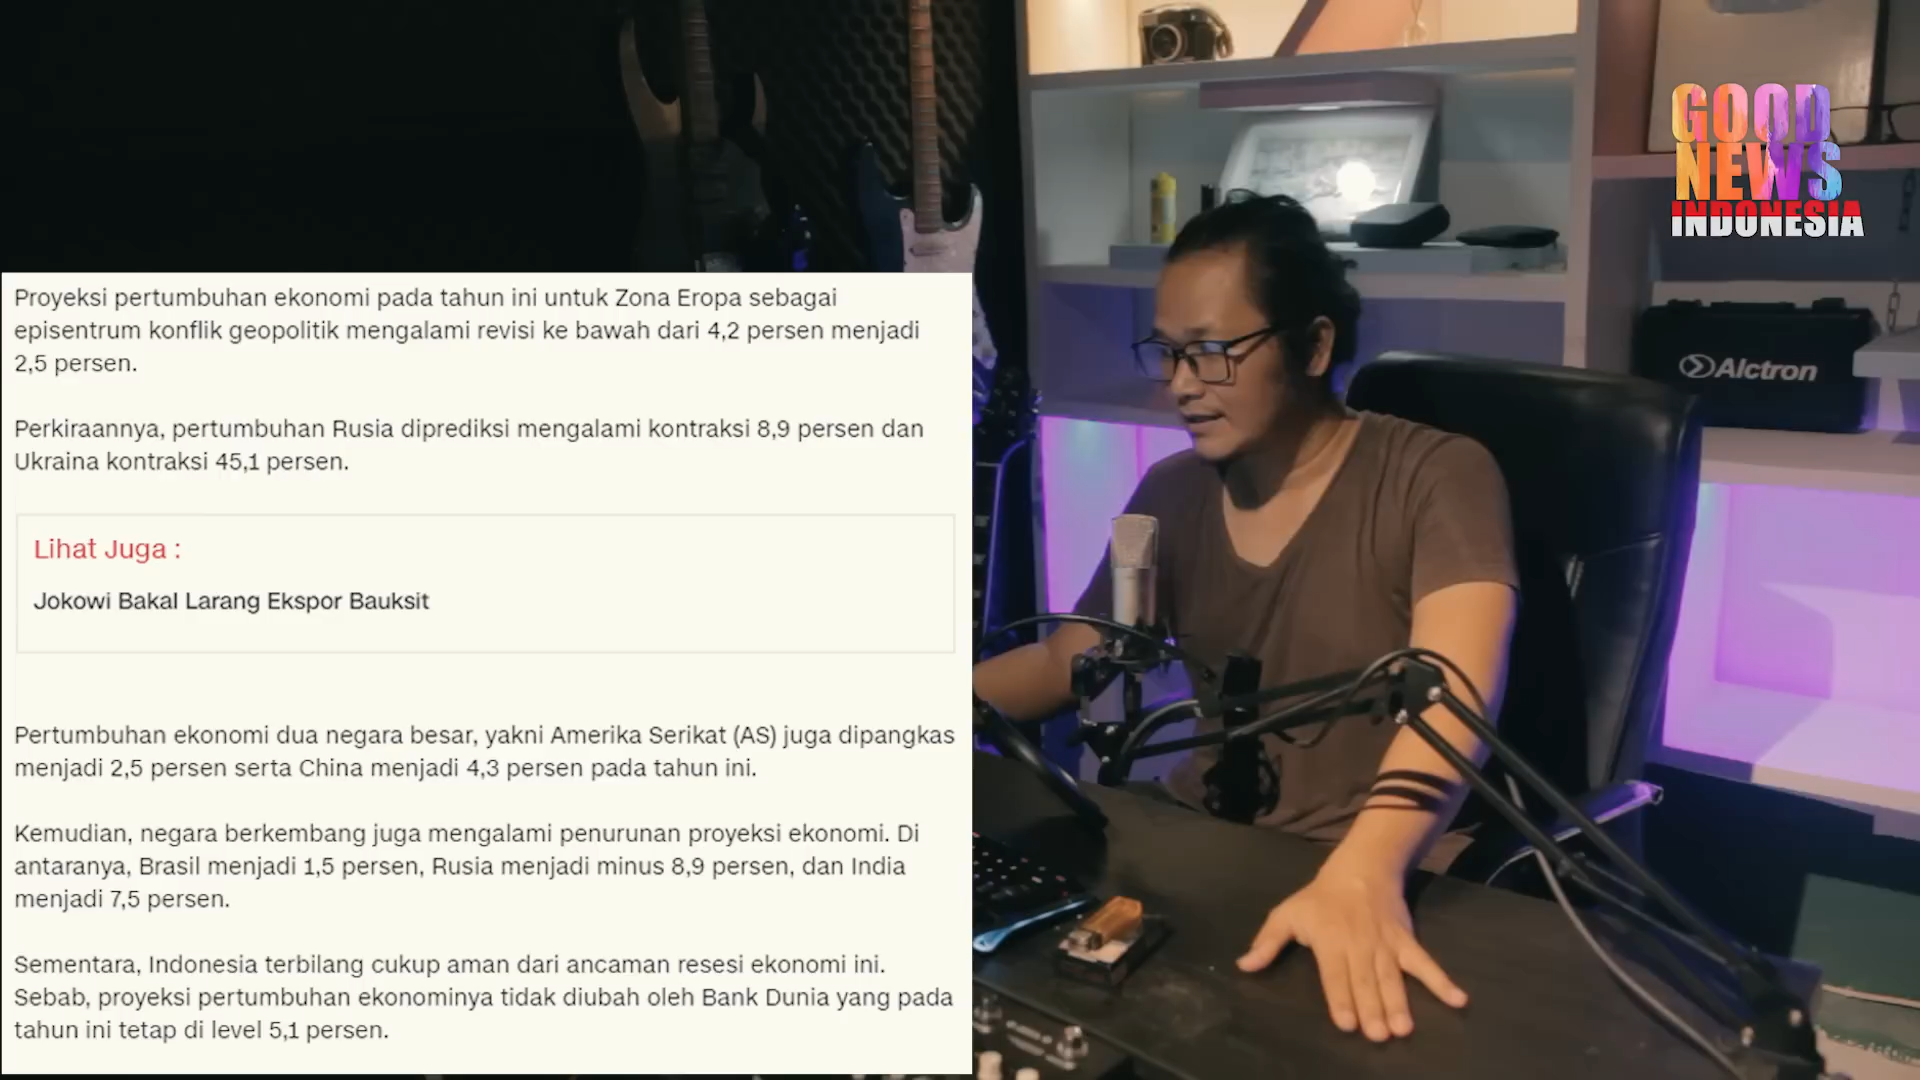 Proyeksi pertumbuhan ekonomi pada tahun ini untuk Zona Eropa sebagai
episentrum konflik geopolitik mengalami revisi ke bawah dari 4,2 persen menjadi
2,5 persen.
Perkiraannya, pertumbuhan Rusia diprediksi mengalami kontraksi 8,9 persen dan
Ukraina kontraksi 45,1 persen.
Lihat Juga :
Jokowi Bakal Larang Ekspor Bauksit
Pertumbuhan ekonomi dua negara besar, yakni Amerika Serikat (AS) juga dipangkas
menjadi 2,5 persen serta China menjadi 4,3 persen pada tahun ini.
Kemudian, negara berkembang juga mengalami penurunan proyeksi ekonomi. Di
antaranya, Brasil menjadi 1,5 persen, Rusia menjadi minus 8,9 persen, dan India
menjadi 7,5 persen.
Sementara, Indonesia terbilang cukup aman dari ancaman resesi ekonomi ini.
Sebab, proyeksi pertumbuhan ekonominya tidak diubah oleh Bank Dunia yang pada
tahun ini tetap di level 5,1 persen.
GOOD
NEWS
INDONESIA
Alctron